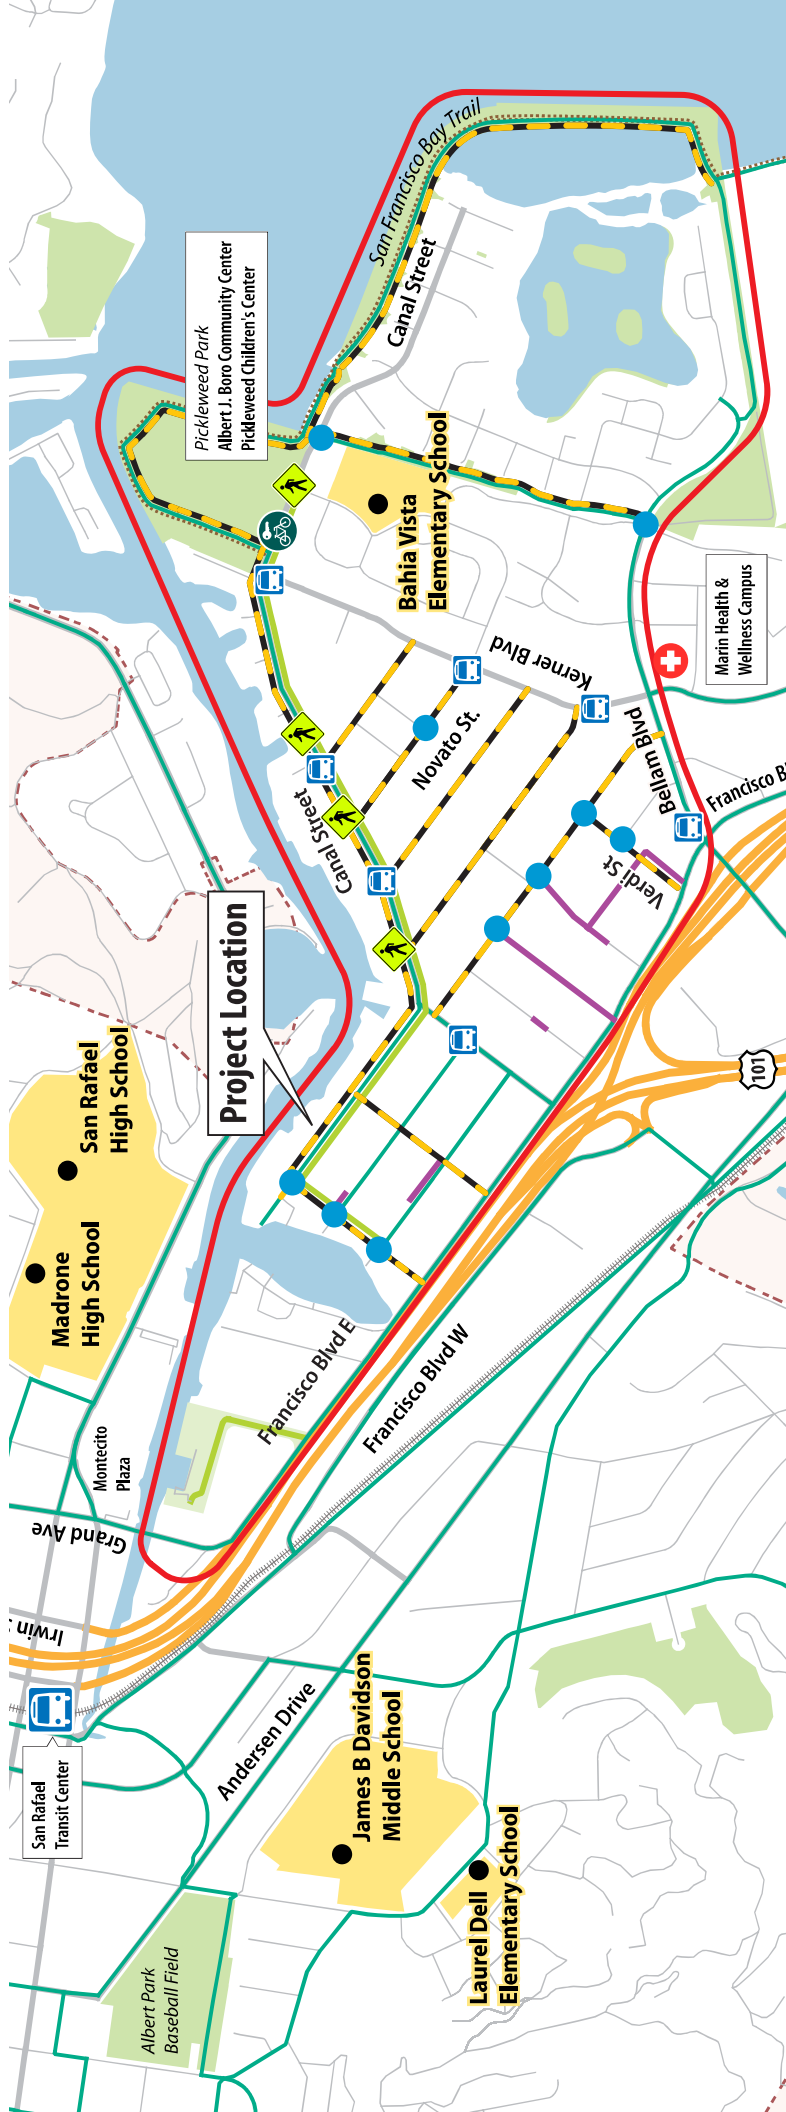 San Francisco Bay Trail
Canal Street
Pickleweed Park
Albert J. Boro Community Center
Pickleweed Children's Center
Bahia Vista
Elementary School
Marin Health &
Wellness Campus
Kerner Blvd
Novato St.
Bellam Blvd
Francisco B
Canal Street
Verdi St
Project Location
San Rafael
High School
101
Madrone
High School
Francisco Blvd E
Francisco Blvd W
Montecito
Plaza
Grand Ave
Irwin
San Rafael
Transit Center
Andersen Drive
James B Davidson
Middle School
Laurel Dell
Elementary School
Albert Park
Baseball Field